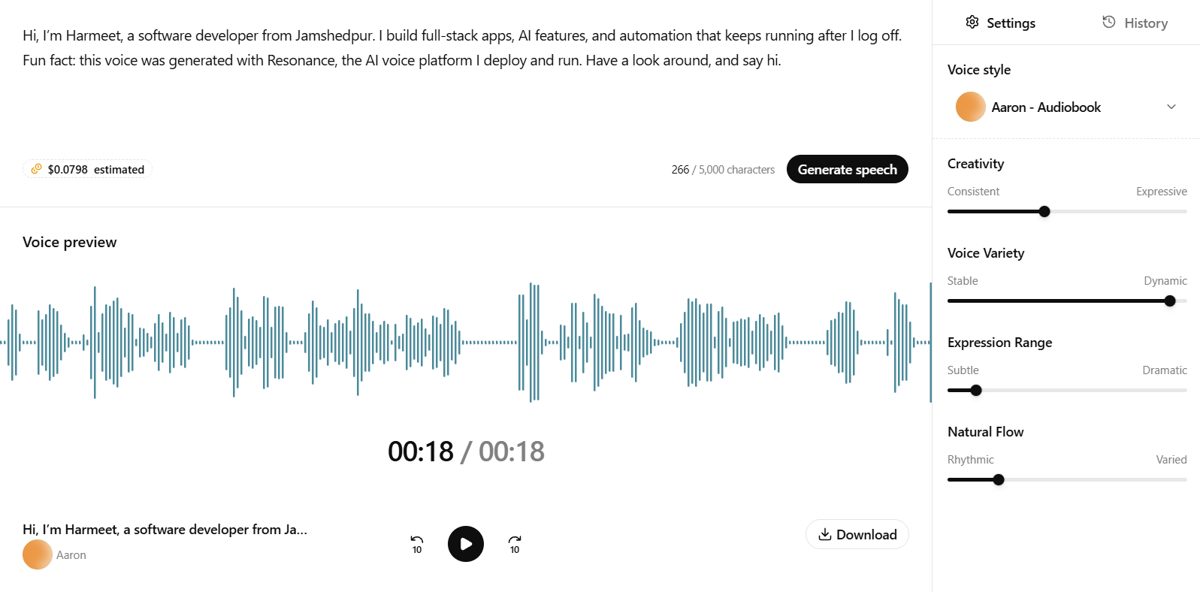 Hi, I’m Harmeet, a software developer from Jamshedpur. I build full-stack apps, AI features, and automation that keeps running after I log off.
Fun fact: this voice was generated with Resonance, the AI voice platform I deploy and run. Have a look around, and say hi.
$0.0798 estimated
266 / 5,000 characters
Generate speech
Voice preview
00:18 / 00:18
Hi, I’m Harmeet, a software developer from Ja...
Aaron
10
10
Download
Settings
History
Voice style
Aaron - Audiobook
Creativity
Consistent
Expressive
Voice Variety
Stable
Dynamic
Expression Range
Subtle
Dramatic
Natural Flow
Rhythmic
Varied